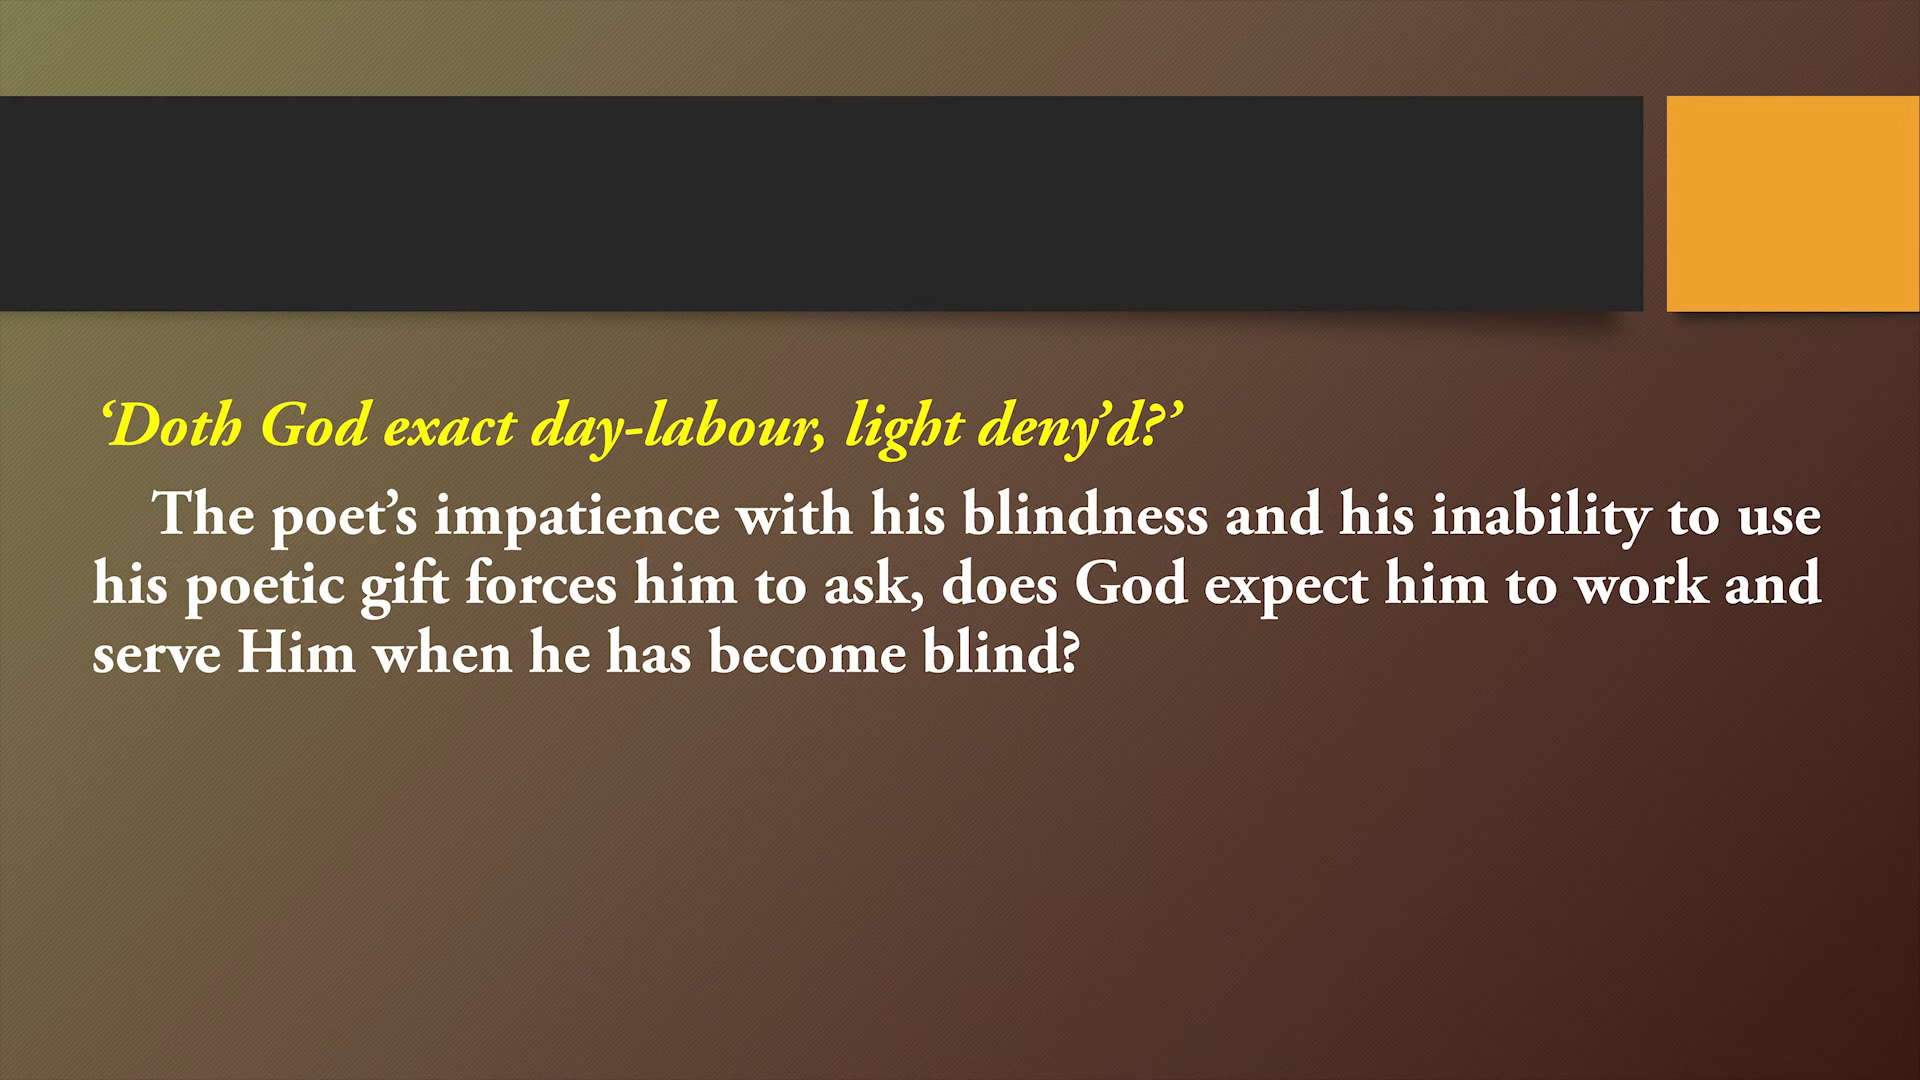 ‘Doth God exact day-labour, light deny’d?’
The poet’s impatience with his blindness and his inability to use
his poetic gift forces him to ask, does God expect him to work and
serve Him when he has become blind?